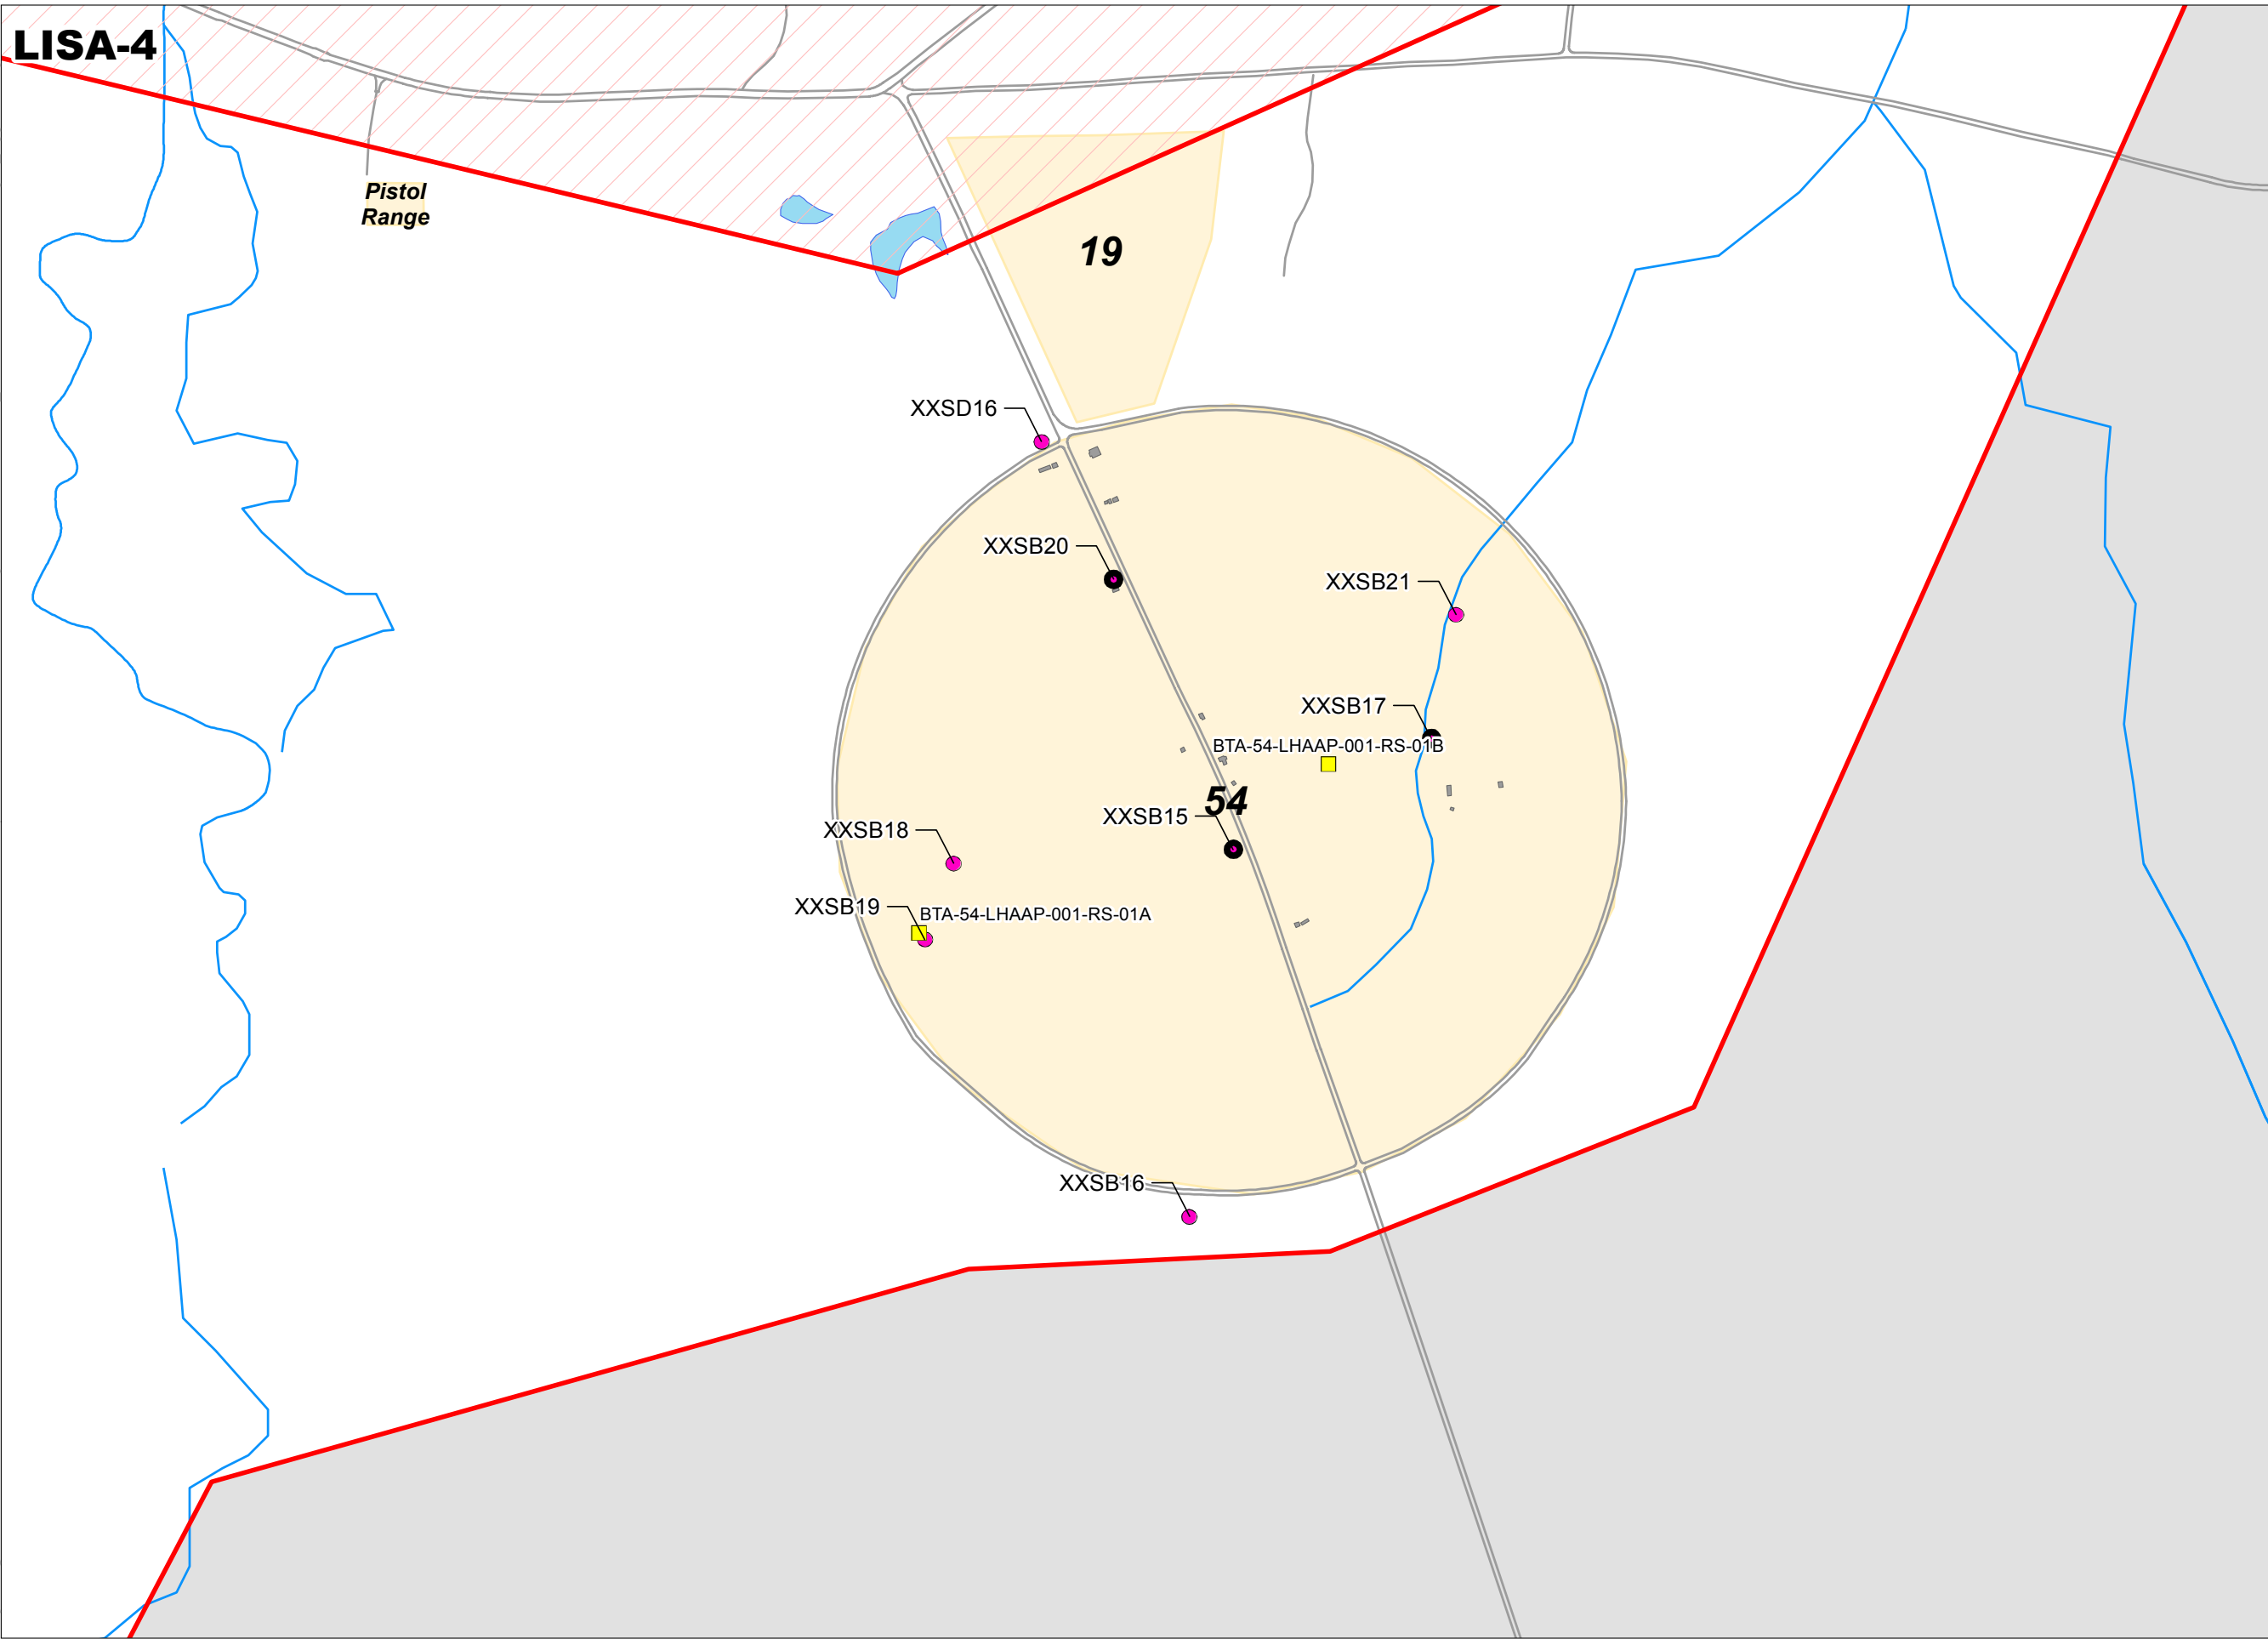 LISA-4
Pistol
Range
19
XXSD16
XXSB20
XXSB21
XXSB17
BTA-54-LHAAP-001-RS-01B
54
XXSB15
XXSB18
XXSB19
BTA-54-LHAAP-001-RS-01A
XXSB16